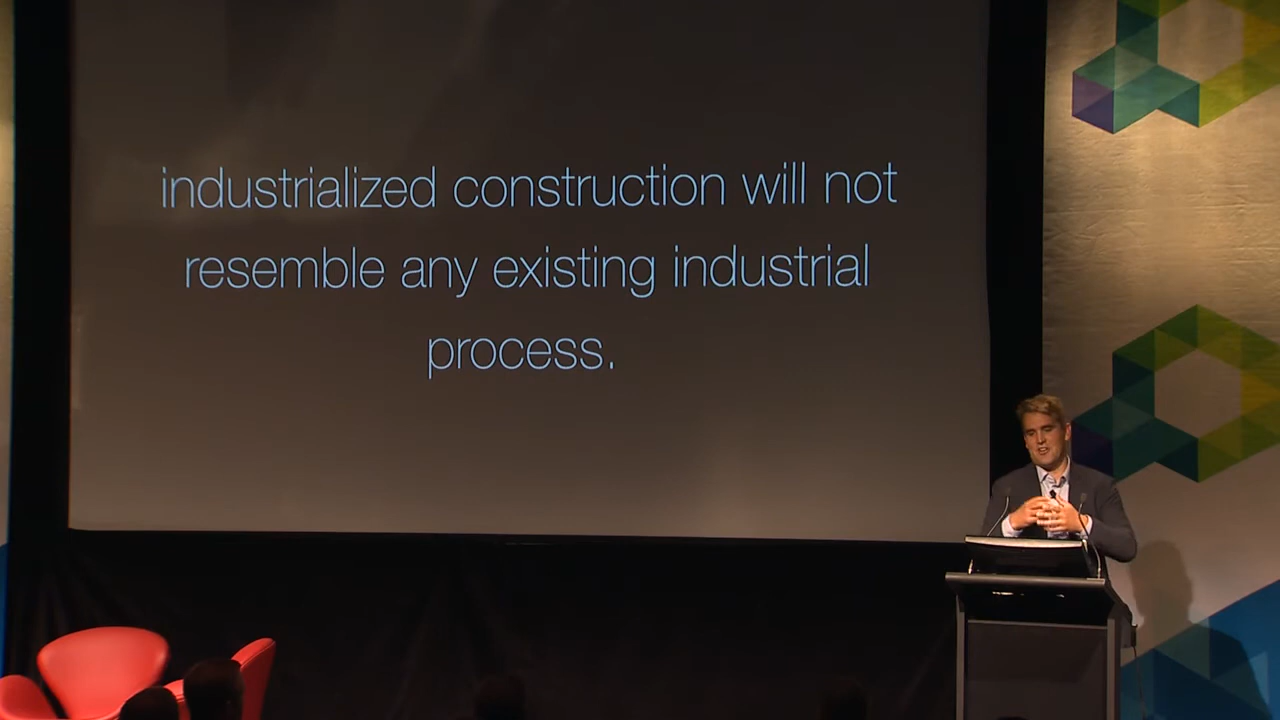 industrialized construction will not
resemble any existing industrial
process.